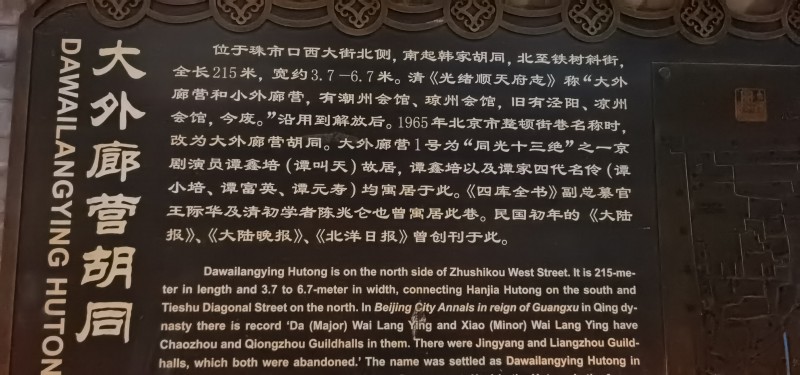 大外廊营胡同
DAWAILANGYING HUTON
位于珠市口西大街北侧，南起韩家胡同，北至铁树斜街，
全长215米，宽约3.7－6.7米。清《光绪顺天府志》称“大外
廊营和小外廊营，有潮州会馆、琼州会馆，旧有泾阳、凉州
会馆，今废。”沿用到解放后。1965年北京市整顿街巷名称时，
改为大外廊营胡同。大外廊营1号为“同光十三绝”之一京
剧演员谭鑫培（谭叫天）故居，谭鑫培以及谭家四代名伶（谭
小培、谭富英、谭元寿）均寓居于此。《四库全书》副总纂官
王际华及清初学者陈兆仑也曾寓居此巷。民国初年的《大陆
报》、《大陆晚报》、《北洋日报》曾创刊于此。
Dawailangying Hutong is on the north side of Zhushikou West Street. It is 215-me-
ter in length and 3.7 to 6.7-meter in width, connecting Hanjia Hutong on the south and
Tieshu Diagonal Street on the north. In Beijing City Annals in reign of Guangxu in Qing dy-
nasty there is record ‘Da (Major) Wai Lang Ying and Xiao (Minor) Wai Lang Ying have
Chaozhou and Qiongzhou Guildhalls in them. There were Jingyang and Liangzhou Guild-
halls, which both were abandoned.’ The name was settled as Dawailangying Hutong in